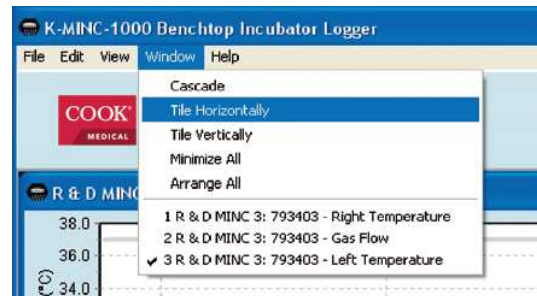 K-MINC-1000 Benchtop Incubator Logger
File Edit View Window Help
Cascade
COOK®
Tile Horizontally
MEDICAL
Tile Vertically
Minimize All
Arrange All
R & D MINC
1 R & D MINC 3: 793403 - Right Temperature
38.0
2 R & D MINC 3: 793403 - Gas Flow
36.0
3 R & D MINC 3: 793403 - Left Temperature
(°C)
34.0